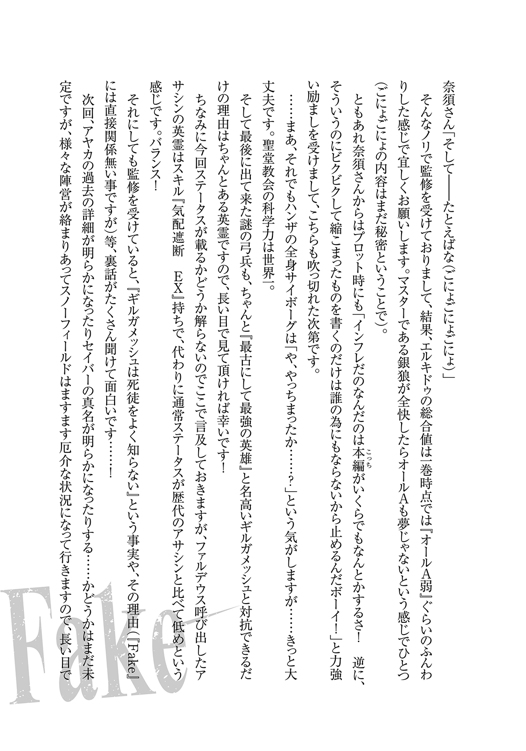 奈須さん「そして――たとえばな(ごにょごにょごにょ)」
　そんなノリで監修を受けておりまして、結果、エルキドゥの総合値は一巻時点では『オールA弱』ぐらいのふんわ
りした感じで宜しくお願いします。マスターである銀狼が全快したらオールAも夢じゃないという感じでひとつ
(ごにょごにょの内容はまだ秘密ということで)。
　ともあれ奈須さんからはプロット時にも「インフレだのなんだのは本編がいくらでもなんとかするさ！　逆に、
こっち
そういうのにビクビクして縮こまったものを書くのだけは誰の為にもならないから止めるんだボーイ！」と力強
い励ましを受けまして、こちらも吹っ切れた次第です。
　……まあ、それでもハンザの全身サイボーグは「や、やっちまったか……？」という気がしますが……きっと大
丈夫です。聖堂教会の科学力は世界一。
　そして最後に出て来た謎の弓兵も、ちゃんと『最古にして最強の英雄』と名高いギルガメッシュと対抗できるだ
けの理由はちゃんとある英霊ですので、長い目で見て頂ければ幸いです！
　ちなみに今回ステータスが載るかどうか解らないのでここで言及しておきますが、ファルデウス呼び出したア
サシンの英霊はスキル『気配遮断　EX』持ちで、代わりに通常ステータスが歴代のアサシンと比べて低めという
感じです。バランス！
　それにしても監修を受けていると、『ギルガメッシュは死徒をよく知らない』という事実や、その理由(『Fake』
には直接関係無い事ですが)等、裏話がたくさん聞けて面白いです……！
　次回、アヤカの過去の詳細が明らかになったりセイバーの真名が明らかになったりする……かどうかはまだ未
定ですが、様々な陣営が絡まりあってスノーフィールドはますます厄介な状況になって行きますので、長い目で
Fake